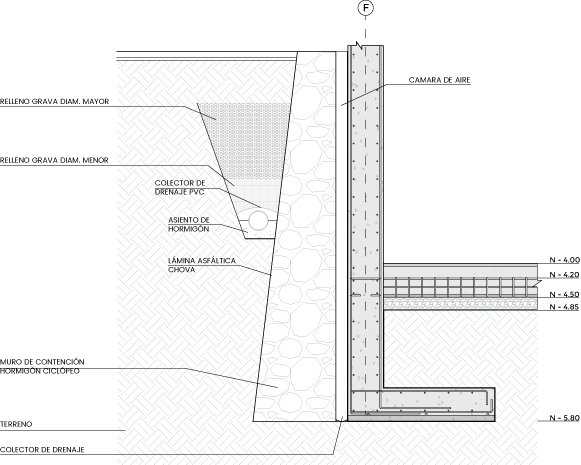 F
CAMARA DE AIRE
RELLENO GRAVA DIAM. MAYOR
RELLENO GRAVA DIAM. MENOR
COLECTOR DE
DRENAJE PVC
ASIENTO DE
HORMIGÓN
LÁMINA ASFÁLTICA
CHOVA
N - 4.00
N - 4.20
N - 4.50
N - 4.85
MURO DE CONTENCIÓN
HORMIGÓN CICLÓPEO
N - 5.80
TERRENO
COLECTOR DE DRENAJE